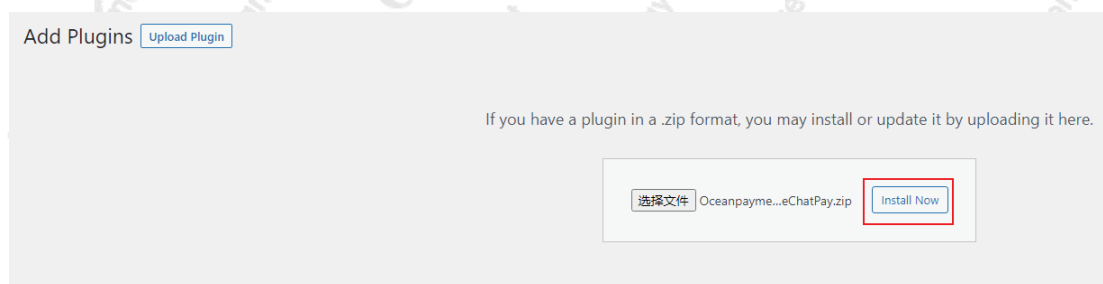 Add Plugins Upload Plugin
If you have a plugin in a .zip format, you may install or update it by uploading it here.
选择文件 Oceanpayme...eChatPay.zip Install Now